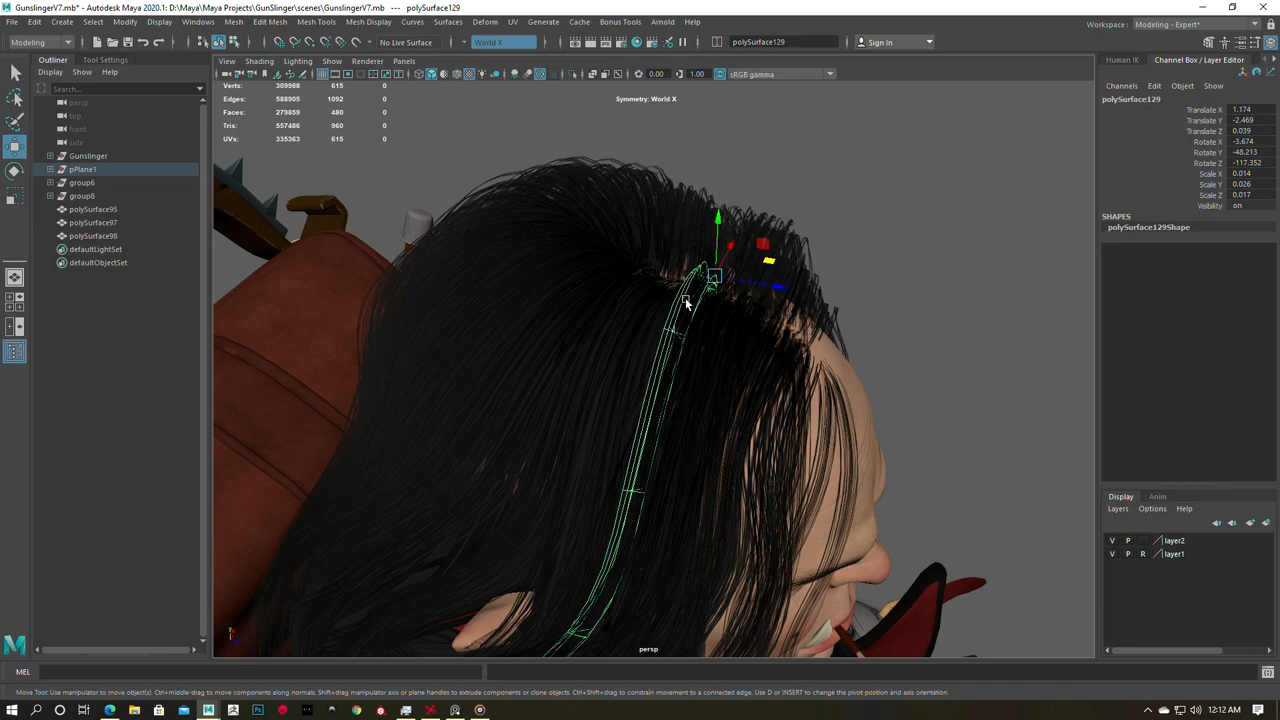 GunslingerV7.mb* - Autodesk Maya 2020.1: D:\Maya\Maya Projects\GunSlinger\scenes\GunslingerV7.mb --- polySurface129
File Edit Create Select Modify Display Windows Mesh Edit Mesh Mesh Tools Mesh Display Curves Surfaces Deform UV Generate Cache Bonus Tools Arnold Help
Workspace : Modeling - Expert*
Modeling No Live Surface World X polySurface129 Sign In
Outliner Tool Settings
Display Show Help
Search...
persp
top
front
side
Gunslinger
pPlane1
group6
group8
polySurface95
polySurface97
polySurface98
defaultLightSet
defaultObjectSet
View Shading Lighting Show Renderer Panels
0.00 1.00 sRGB gamma
Verts: 309988 615 0
Edges: 588905 1092 0
Faces: 279859 480 0
Tris: 557486 960 0
UVs: 335363 615 0
Symmetry: World X
persp
y
Human IK Channel Box / Layer Editor
Channels Edit Object Show
polySurface129
Translate X 1.174
Translate Y -2.469
Translate Z 0.039
Rotate X -3.674
Rotate Y -48.213
Rotate Z -117.352
Scale X 0.014
Scale Y 0.026
Scale Z 0.017
Visibility on
SHAPES
polySurface129Shape
Display Anim
Layers Options Help
V P layer2
V P R layer1
MEL
Move Tool: Use manipulator to move object(s). Ctrl+middle-drag to move components along normals. Shift+drag manipulator axis or plane handles to extrude components or clone objects. Ctrl+Shift+drag to constrain movement to a connected edge. Use D or INSERT to change the pivot position and axis orientation.
12:12 AM